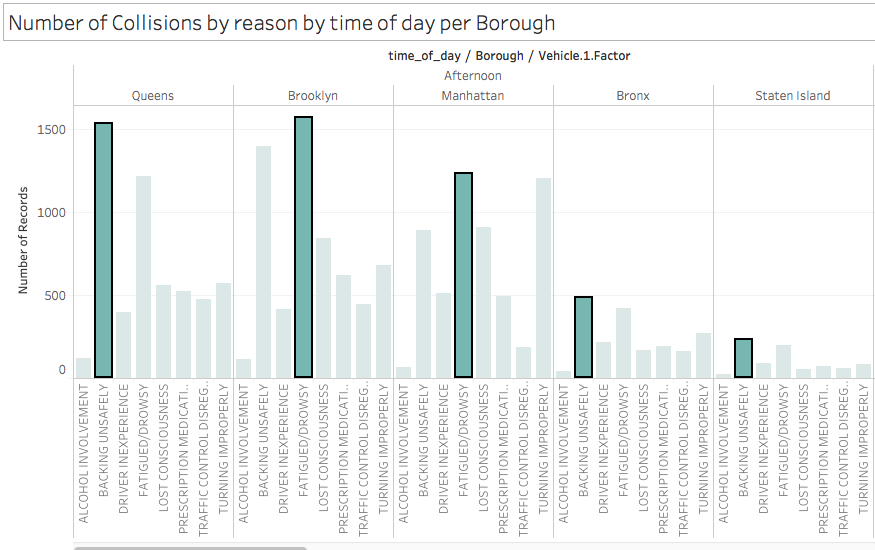 Number of Collisions by reason by time of day per Borough
time_of_day / Borough / Vehicle.1.Factor
Afternoon
Queens Brooklyn Manhattan Bronx Staten Island
Number of Records
1500
1000
500
0
ALCOHOL INVOLVEMENT
BACKING UNSAFELY
DRIVER INEXPERIENCE
FATIGUED/DROWSY
LOST CONSCIOUSNESS
PRESCRIPTION MEDICATI..
TRAFFIC CONTROL DISREG..
TURNING IMPROPERLY
ALCOHOL INVOLVEMENT
BACKING UNSAFELY
DRIVER INEXPERIENCE
FATIGUED/DROWSY
LOST CONSCIOUSNESS
PRESCRIPTION MEDICATI..
TRAFFIC CONTROL DISREG..
TURNING IMPROPERLY
ALCOHOL INVOLVEMENT
BACKING UNSAFELY
DRIVER INEXPERIENCE
FATIGUED/DROWSY
LOST CONSCIOUSNESS
PRESCRIPTION MEDICATI..
TRAFFIC CONTROL DISREG..
TURNING IMPROPERLY
ALCOHOL INVOLVEMENT
BACKING UNSAFELY
DRIVER INEXPERIENCE
FATIGUED/DROWSY
LOST CONSCIOUSNESS
PRESCRIPTION MEDICATI..
TRAFFIC CONTROL DISREG..
TURNING IMPROPERLY
ALCOHOL INVOLVEMENT
BACKING UNSAFELY
DRIVER INEXPERIENCE
FATIGUED/DROWSY
LOST CONSCIOUSNESS
PRESCRIPTION MEDICATI..
TRAFFIC CONTROL DISREG..
TURNING IMPROPERLY